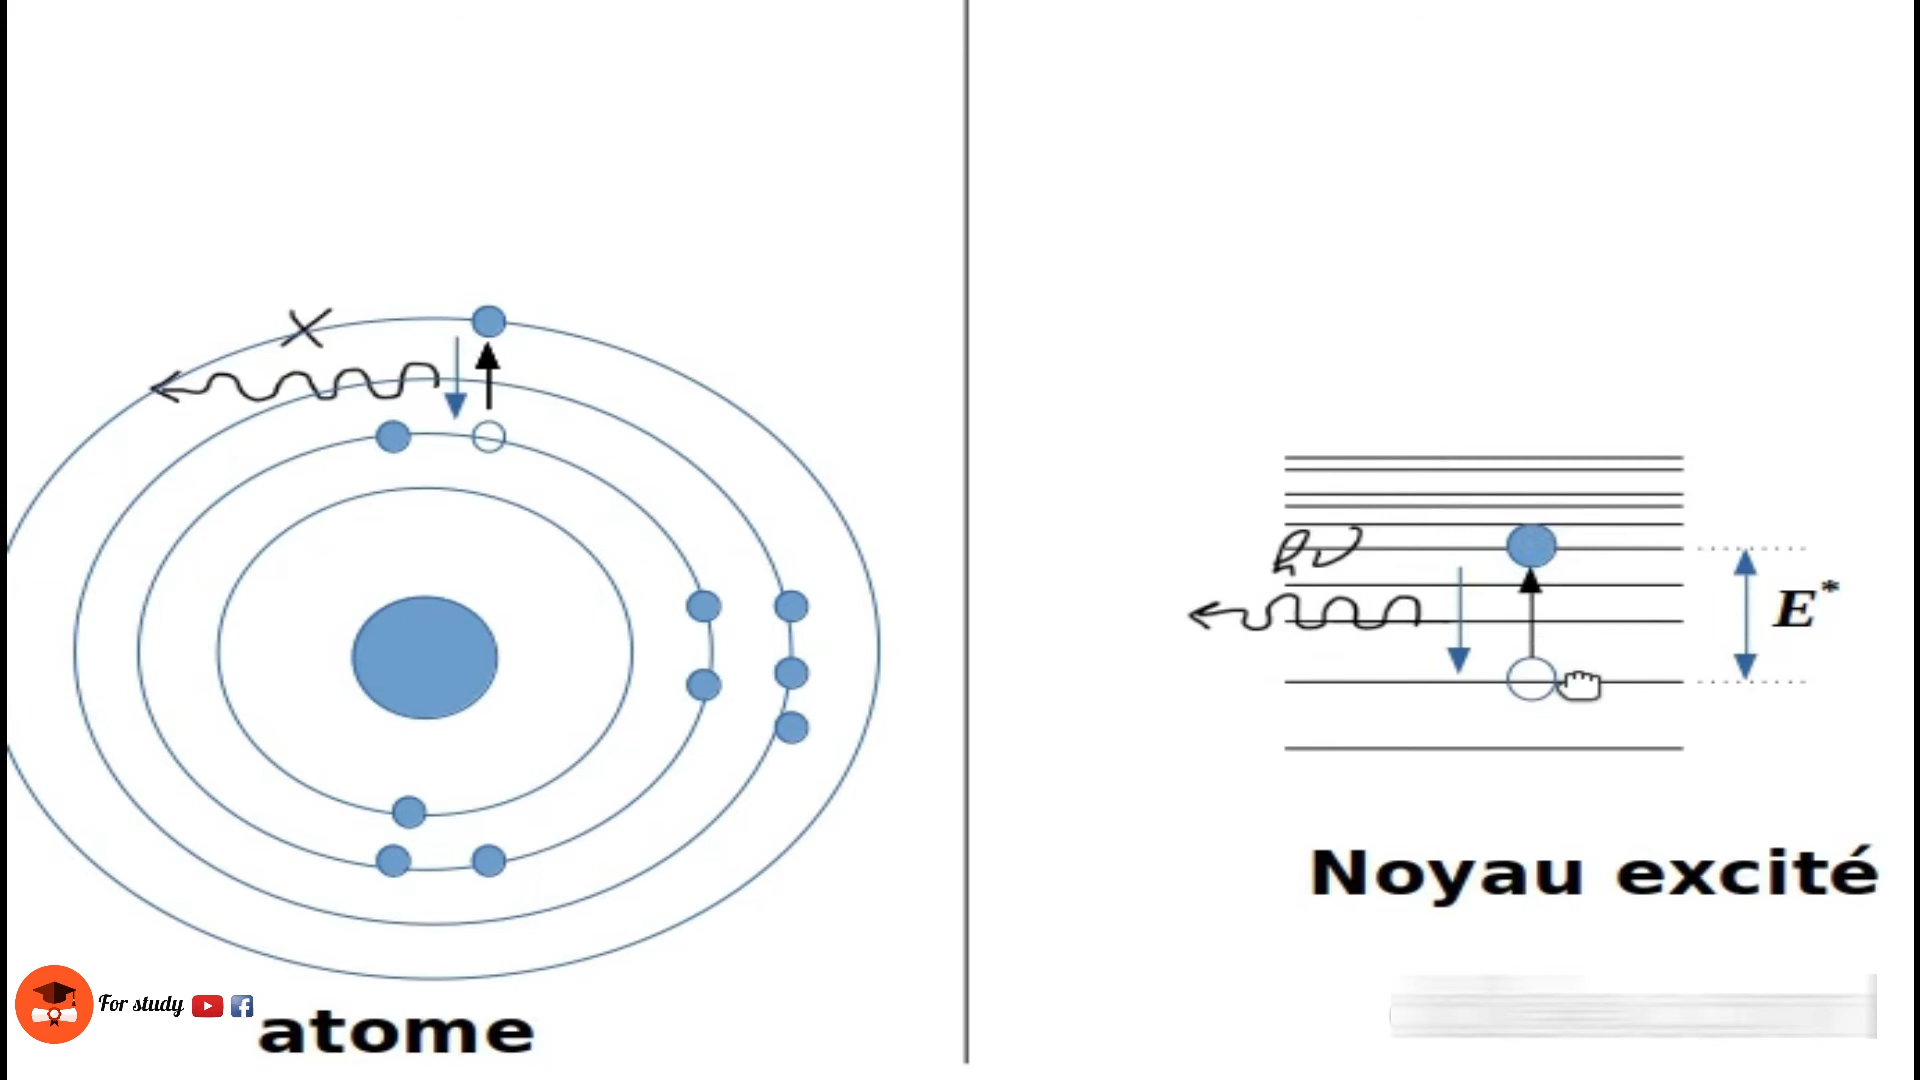 X
hν
E*
Noyau excité
For study
atome